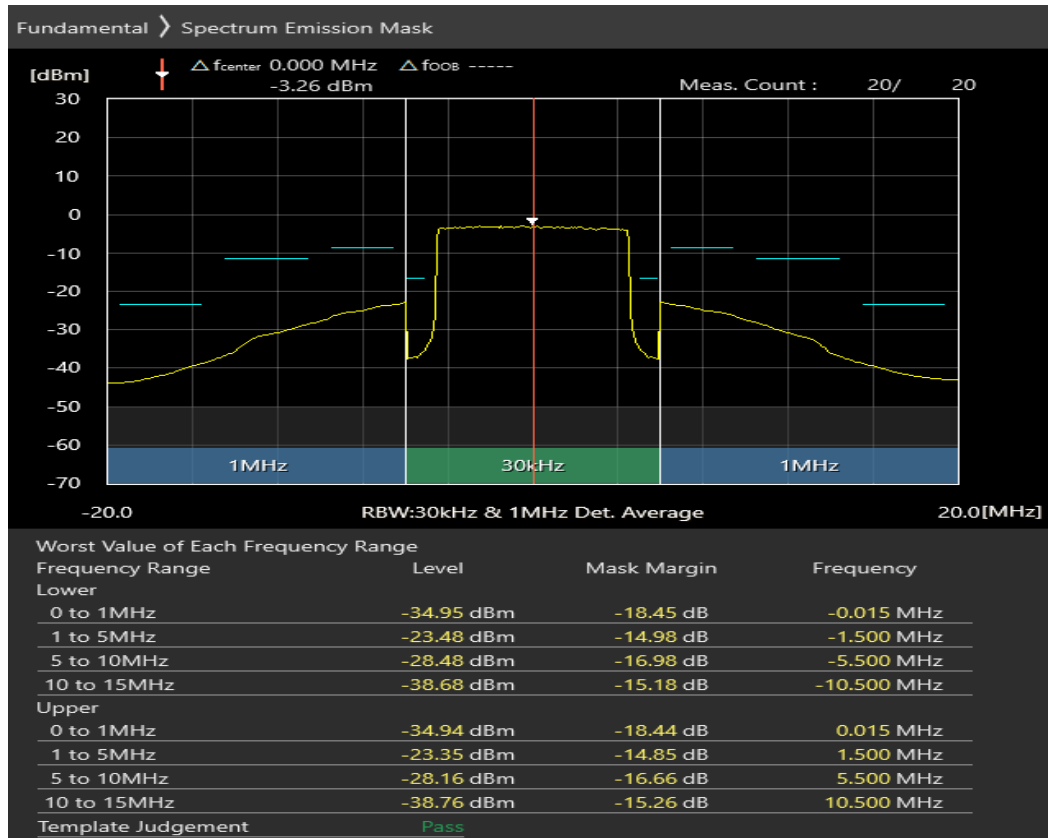 Fundamental ❯ Spectrum Emission Mask
[dBm] △ fcenter 0.000 MHz △ fOOB -----
-3.26 dBm Meas. Count : 20/ 20
30
20
10
0
-10
-20
-30
-40
-50
-60
1MHz 30kHz 1MHz
-70
-20.0 RBW:30kHz & 1MHz Det. Average 20.0[MHz]
Worst Value of Each Frequency Range
Frequency Range Level Mask Margin Frequency
Lower
0 to 1MHz -34.95 dBm -18.45 dB -0.015 MHz
1 to 5MHz -23.48 dBm -14.98 dB -1.500 MHz
5 to 10MHz -28.48 dBm -16.98 dB -5.500 MHz
10 to 15MHz -38.68 dBm -15.18 dB -10.500 MHz
Upper
0 to 1MHz -34.94 dBm -18.44 dB 0.015 MHz
1 to 5MHz -23.35 dBm -14.85 dB 1.500 MHz
5 to 10MHz -28.16 dBm -16.66 dB 5.500 MHz
10 to 15MHz -38.76 dBm -15.26 dB 10.500 MHz
Template Judgement Pass